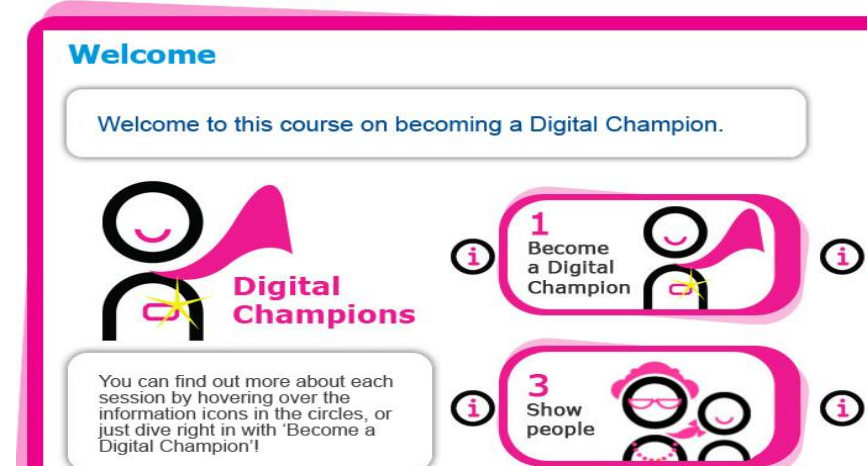 Welcome
Welcome to this course on becoming a Digital Champion.
Digital
Champions
i
1
Become
a Digital
Champion
i
You can find out more about each
session by hovering over the
information icons in the circles, or
just dive right in with ‘Become a
Digital Champion’!
i
3
Show
people
i